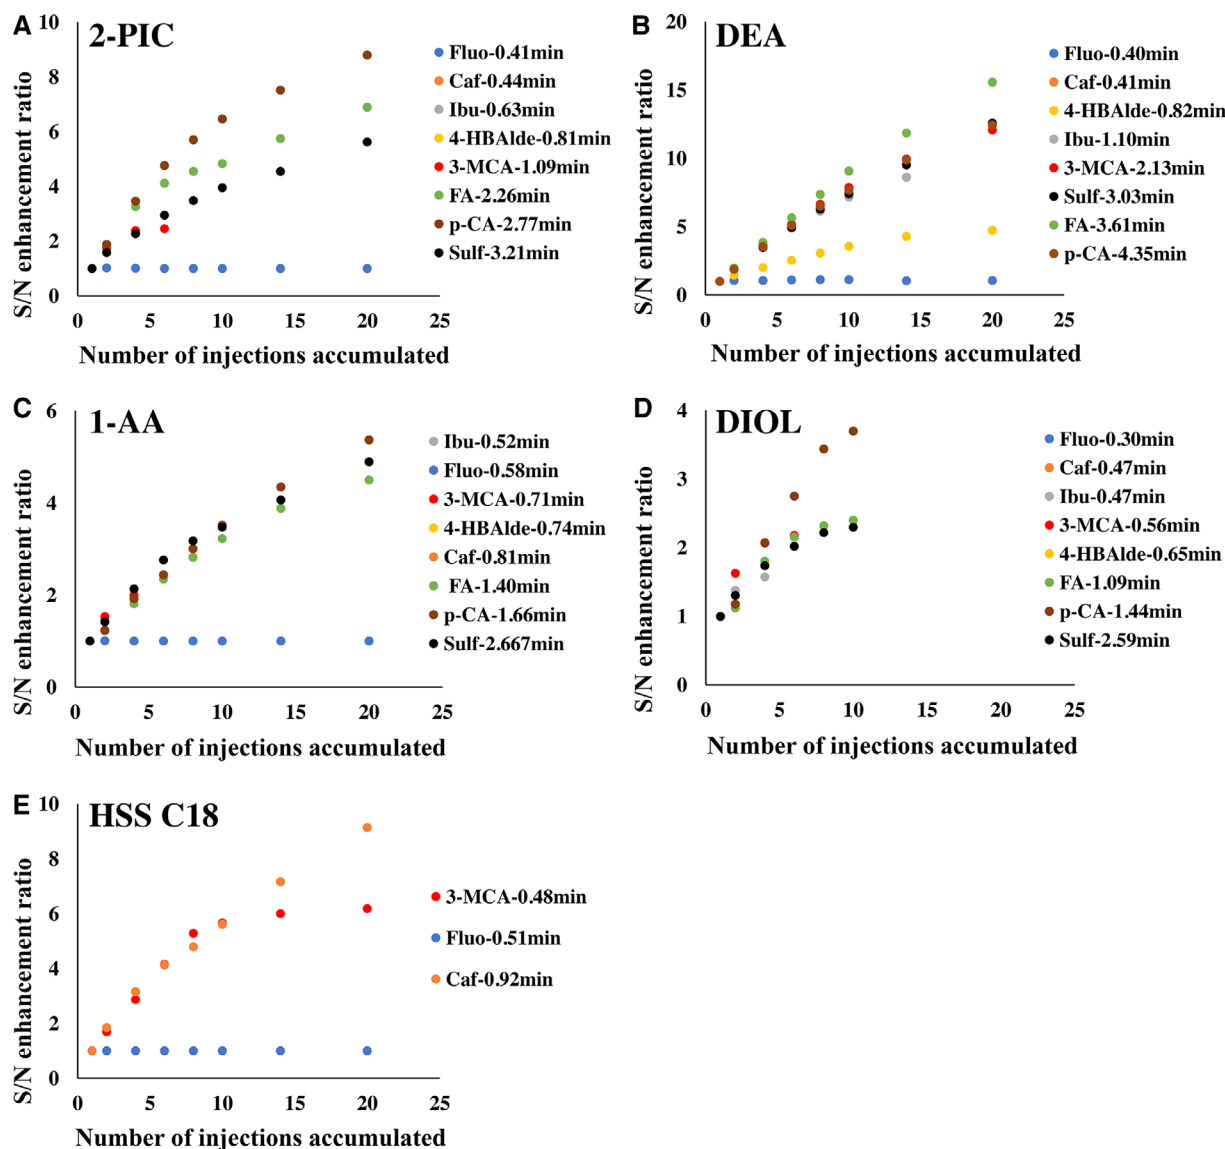 A
2-PIC
S/N enhancement ratio
10
8
6
4
2
0
0 5 10 15 20 25
Number of injections accumulated
Fluo-0.41min
Caf-0.44min
Ibu-0.63min
4-HBAlde-0.81min
3-MCA-1.09min
FA-2.26min
p-CA-2.77min
Sulf-3.21min
B
DEA
S/N enhancement ratio
20
15
10
5
0
0 5 10 15 20 25
Number of injections accumulated
Fluo-0.40min
Caf-0.41min
4-HBAlde-0.82min
Ibu-1.10min
3-MCA-2.13min
Sulf-3.03min
FA-3.61min
p-CA-4.35min
C
1-AA
S/N enhancement ratio
6
4
2
0
0 5 10 15 20 25
Number of injections accumulated
Ibu-0.52min
Fluo-0.58min
3-MCA-0.71min
4-HBAlde-0.74min
Caf-0.81min
FA-1.40min
p-CA-1.66min
Sulf-2.667min
D
DIOL
S/N enhancement ratio
4
3
2
1
0
0 5 10 15 20 25
Number of injections accumulated
Fluo-0.30min
Caf-0.47min
Ibu-0.47min
3-MCA-0.56min
4-HBAlde-0.65min
FA-1.09min
p-CA-1.44min
Sulf-2.59min
E
HSS C18
S/N enhancement ratio
10
8
6
4
2
0
0 5 10 15 20 25
Number of injections accumulated
3-MCA-0.48min
Fluo-0.51min
Caf-0.92min